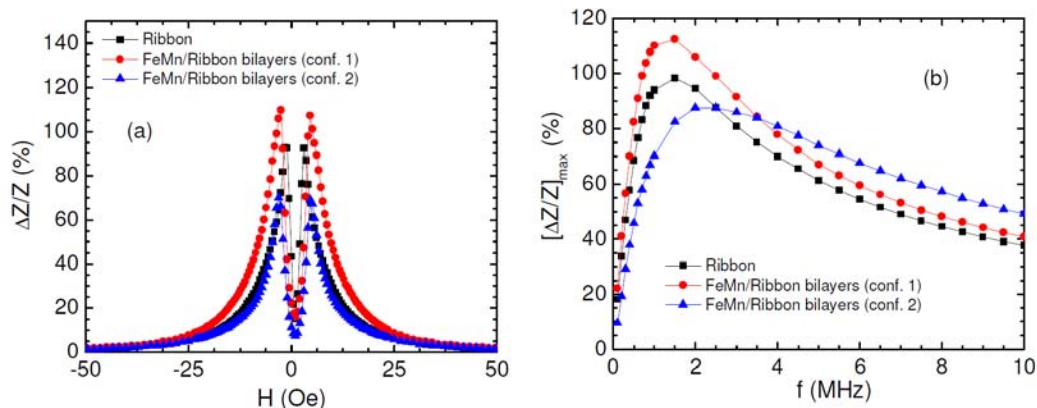 140
120
100
80
60
40
20
0
ΔZ/Z (%)
Ribbon
FeMn/Ribbon bilayers (conf. 1)
FeMn/Ribbon bilayers (conf. 2)
(a)
-50 -25 0 25 50
H (Oe)
120
100
80
60
40
20
0
[ΔZ/Z]max (%)
(b)
Ribbon
FeMn/Ribbon bilayers (conf. 1)
FeMn/Ribbon bilayers (conf. 2)
0 2 4 6 8 10
f (MHz)